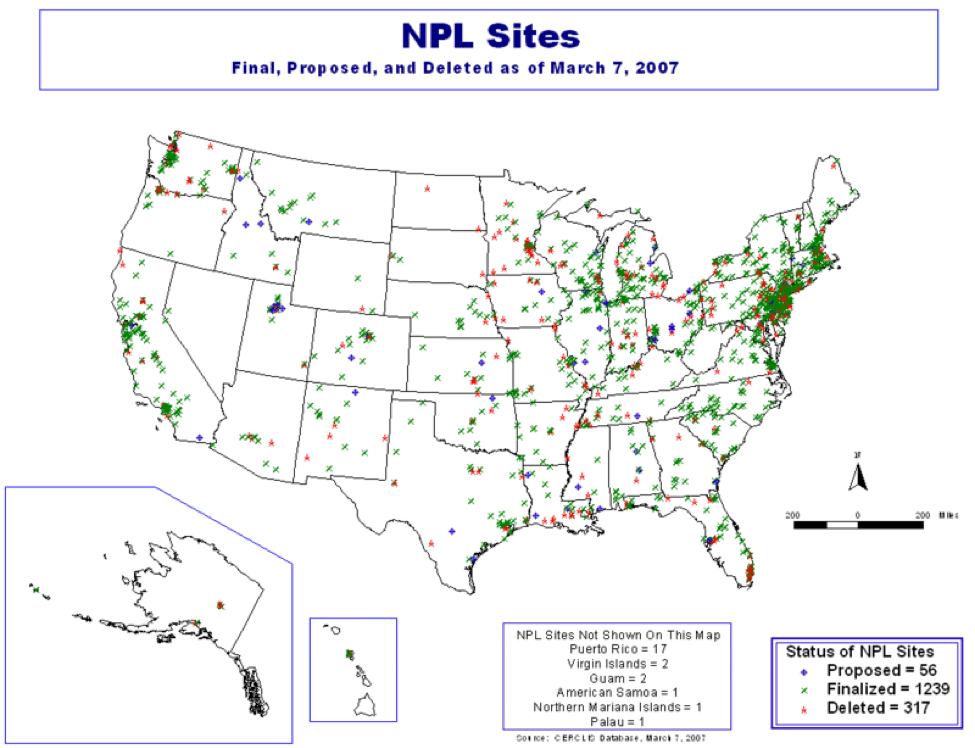 NPL Sites
Final, Proposed, and Deleted as of March 7, 2007
200 0 200 Miles
NPL Sites Not Shown On This Map
Puerto Rico = 17
Virgin Islands = 2
Guam = 2
American Samoa = 1
Northern Mariana Islands = 1
Palau = 1
Source: CERCLIS Database, March 7, 2007
Status of NPL Sites
Proposed = 56
Finalized = 1239
Deleted = 317